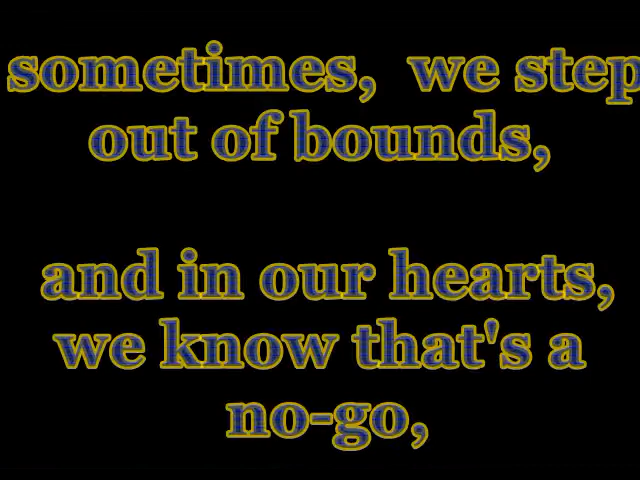 sometimes,  we step
out of bounds,
and in our hearts,
we know that's a
no-go,